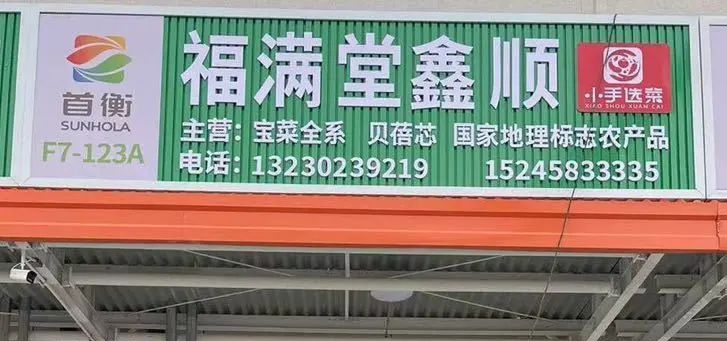 首衡
SUNHOLA
F7-123A
福满堂鑫顺
小手选菜
XIAO SHOU XUAN CAI
主营：宝菜全系 贝蓓芯 国家地理标志农产品
电话：13230239219 15245833335